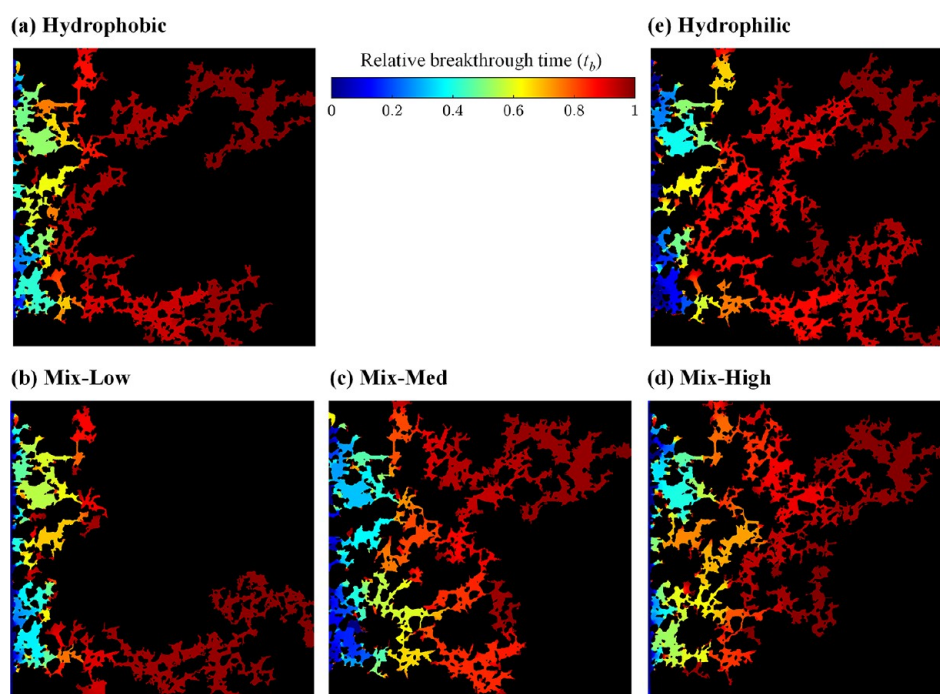 (a) Hydrophobic
(e) Hydrophilic
Relative breakthrough time (t_b)
0 0.2 0.4 0.6 0.8 1
(b) Mix-Low
(c) Mix-Med
(d) Mix-High